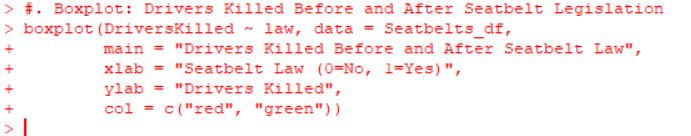 > #. Boxplot: Drivers Killed Before and After Seatbelt Legislation
> boxplot(DriversKilled ~ law, data = Seatbelts_df,
+         main = "Drivers Killed Before and After Seatbelt Law",
+         xlab = "Seatbelt Law (0=No, 1=Yes)",
+         ylab = "Drivers Killed",
+         col = c("red", "green"))
>